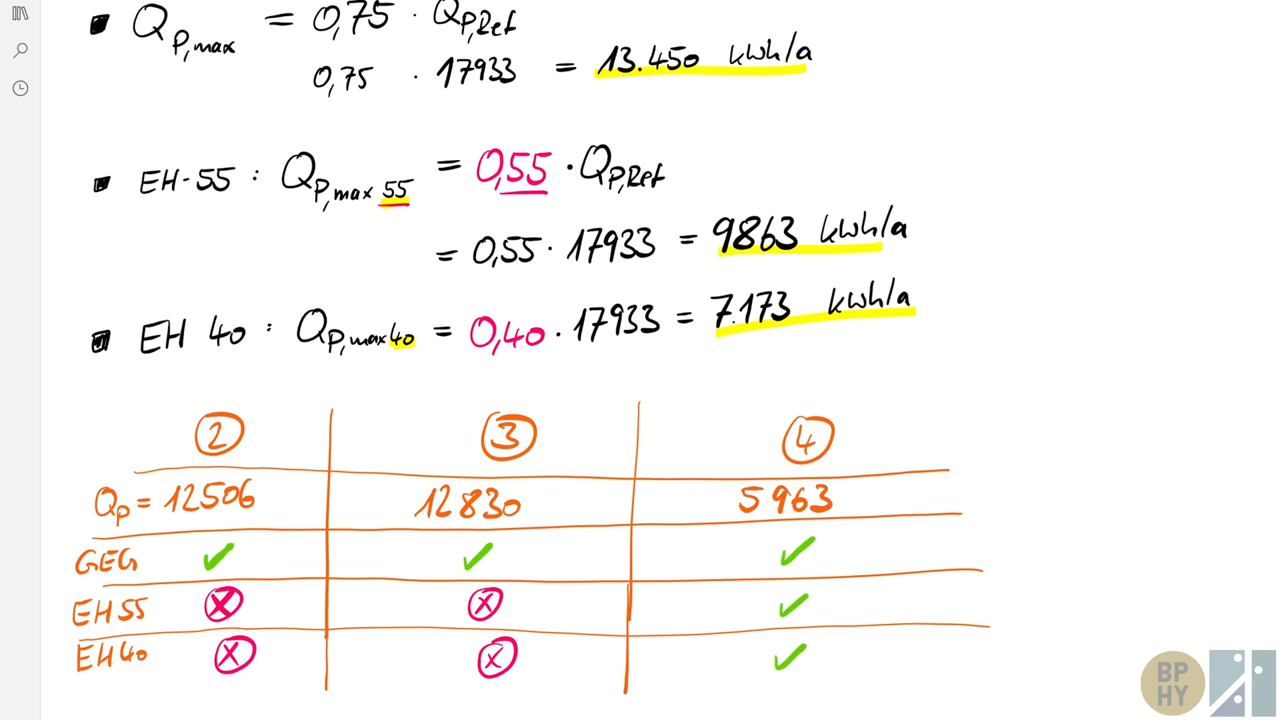 ▪ Q_P,max = 0,75 · Q_P,Ref
0,75 · 17933 = 13.450 kWh/a
▪ EH-55 : Q_P,max 55 = 0,55 · Q_P,Ref
= 0,55 · 17933 = 9863 kWh/a
▪ EH 40 : Q_P,max 40 = 0,40 · 17933 = 7.173 kWh/a
② ③ ④
Q_P = 12506 12830 5963
GEG ✓ ✓ ✓
EH55 ⊗ ⊗ ✓
EH40 ⊗ ⊗ ✓
BP
HY